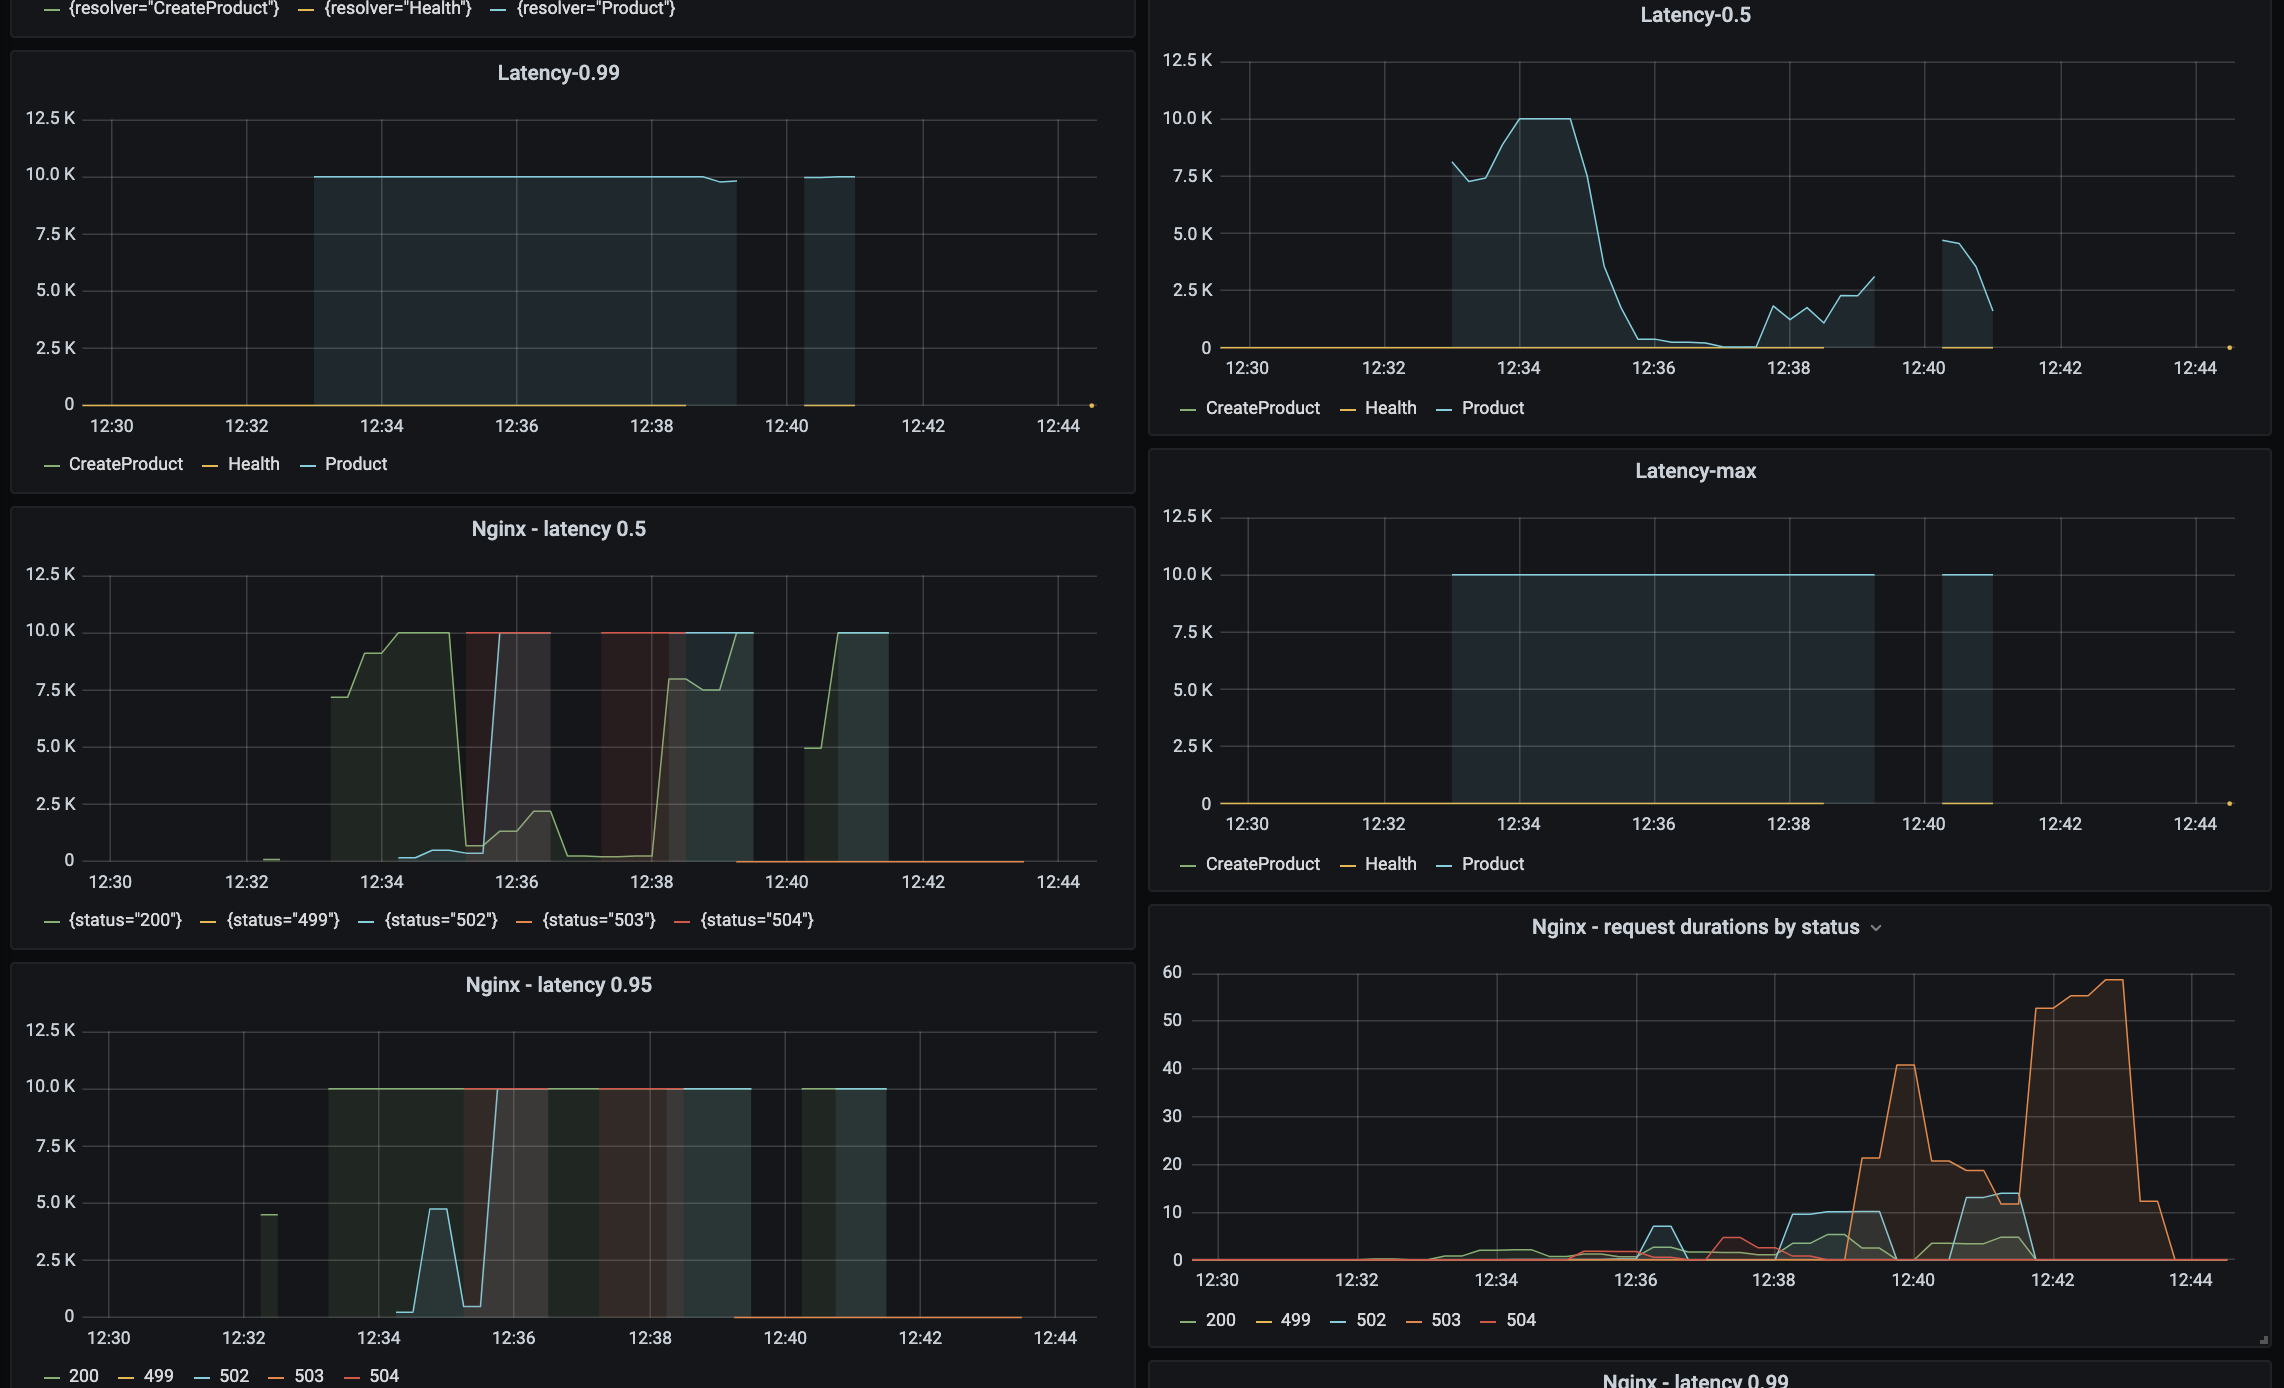 {resolver="CreateProduct"} {resolver="Health"} {resolver="Product"}
Latency-0.99
12.5 K
10.0 K
7.5 K
5.0 K
2.5 K
0
12:30 12:32 12:34 12:36 12:38 12:40 12:42 12:44
CreateProduct Health Product
Nginx - latency 0.5
12.5 K
10.0 K
7.5 K
5.0 K
2.5 K
0
12:30 12:32 12:34 12:36 12:38 12:40 12:42 12:44
{status="200"} {status="499"} {status="502"} {status="503"} {status="504"}
Nginx - latency 0.95
12.5 K
10.0 K
7.5 K
5.0 K
2.5 K
0
12:30 12:32 12:34 12:36 12:38 12:40 12:42 12:44
200 499 502 503 504
Latency-0.5
12.5 K
10.0 K
7.5 K
5.0 K
2.5 K
0
12:30 12:32 12:34 12:36 12:38 12:40 12:42 12:44
CreateProduct Health Product
Latency-max
12.5 K
10.0 K
7.5 K
5.0 K
2.5 K
0
12:30 12:32 12:34 12:36 12:38 12:40 12:42 12:44
CreateProduct Health Product
Nginx - request durations by status
60
50
40
30
20
10
0
12:30 12:32 12:34 12:36 12:38 12:40 12:42 12:44
200 499 502 503 504
Nginx - latency 0.99